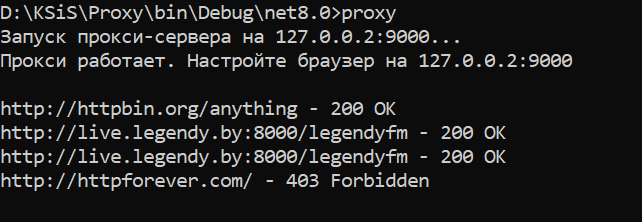 D:\KSiS\Proxy\bin\Debug\net8.0>proxy
Запуск прокси-сервера на 127.0.0.2:9000...
Прокси работает. Настройте браузер на 127.0.0.2:9000
http://httpbin.org/anything - 200 OK
http://live.legendy.by:8000/legendyfm - 200 OK
http://live.legendy.by:8000/legendyfm - 200 OK
http://httpforever.com/ - 403 Forbidden